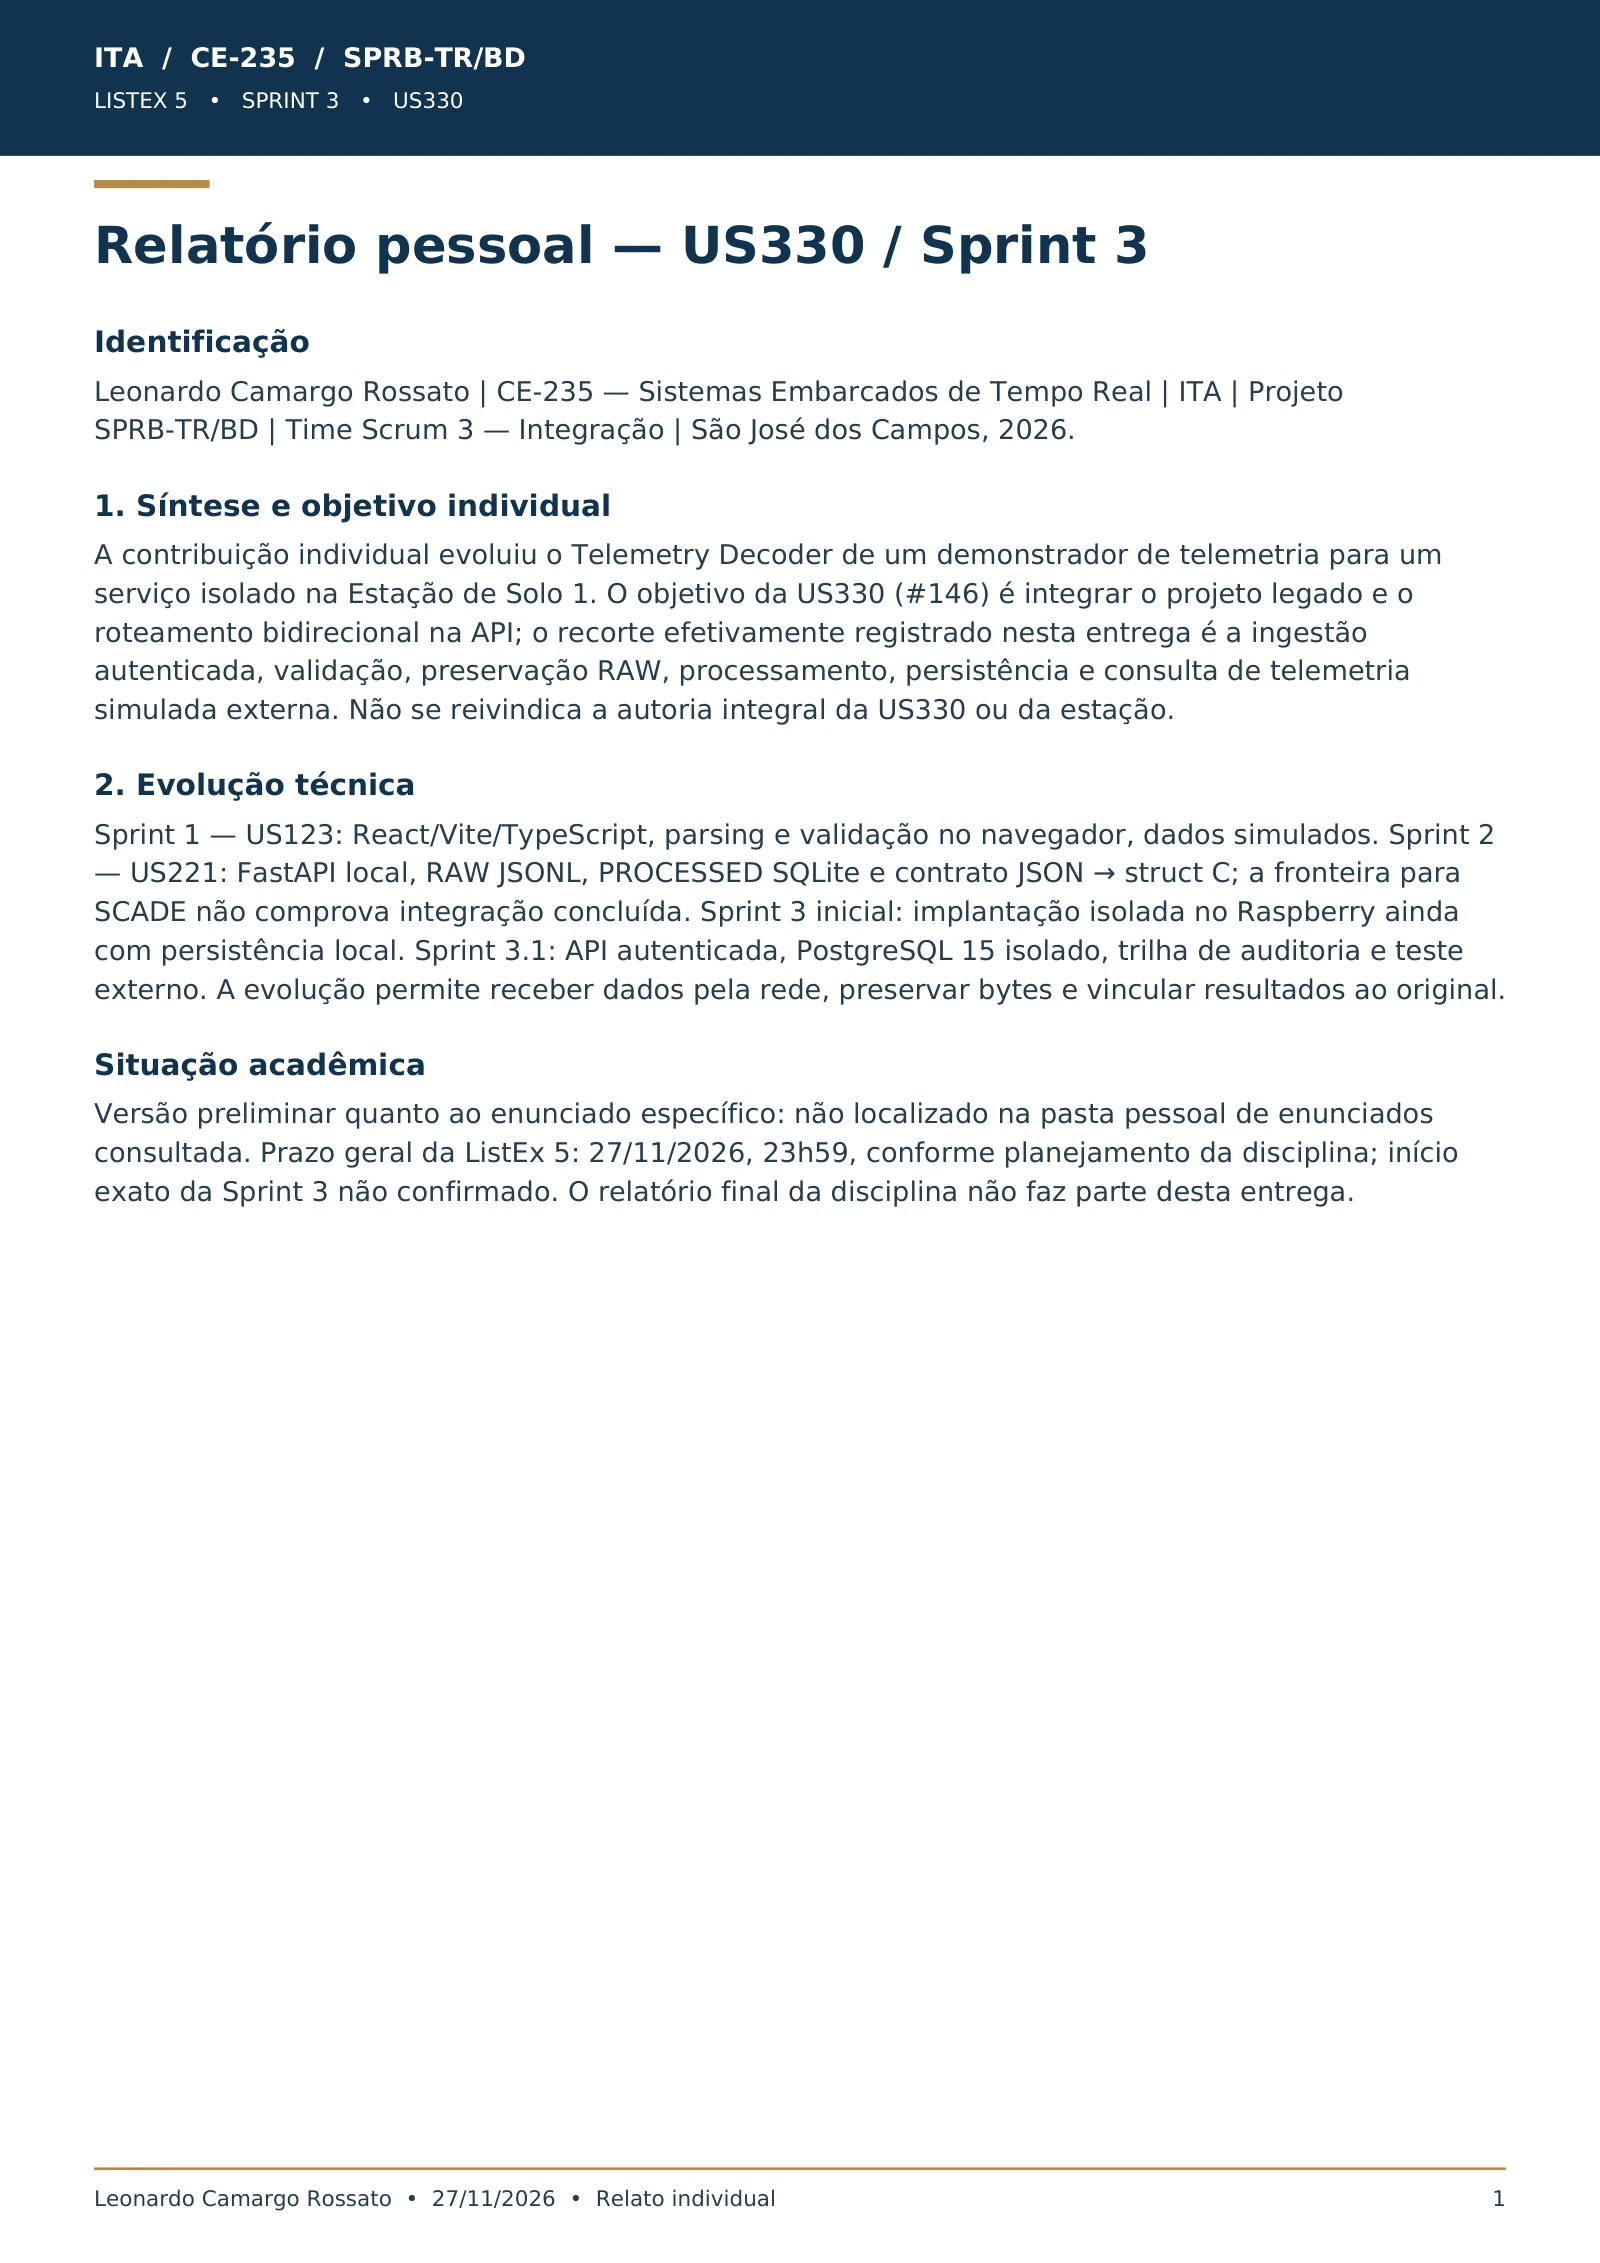 ITA / CE-235 / SPRB-TR/BD
LISTEX 5 • SPRINT 3 • US330
Relatório pessoal — US330 / Sprint 3
Identificação
Leonardo Camargo Rossato | CE-235 — Sistemas Embarcados de Tempo Real | ITA | Projeto
SPRB-TR/BD | Time Scrum 3 — Integração | São José dos Campos, 2026.
1. Síntese e objetivo individual
A contribuição individual evoluiu o Telemetry Decoder de um demonstrador de telemetria para um
serviço isolado na Estação de Solo 1. O objetivo da US330 (#146) é integrar o projeto legado e o
roteamento bidirecional na API; o recorte efetivamente registrado nesta entrega é a ingestão
autenticada, validação, preservação RAW, processamento, persistência e consulta de telemetria
simulada externa. Não se reivindica a autoria integral da US330 ou da estação.
2. Evolução técnica
Sprint 1 — US123: React/Vite/TypeScript, parsing e validação no navegador, dados simulados. Sprint 2
— US221: FastAPI local, RAW JSONL, PROCESSED SQLite e contrato JSON → struct C; a fronteira para
SCADE não comprova integração concluída. Sprint 3 inicial: implantação isolada no Raspberry ainda
com persistência local. Sprint 3.1: API autenticada, PostgreSQL 15 isolado, trilha de auditoria e teste
externo. A evolução permite receber dados pela rede, preservar bytes e vincular resultados ao original.
Situação acadêmica
Versão preliminar quanto ao enunciado específico: não localizado na pasta pessoal de enunciados
consultada. Prazo geral da ListEx 5: 27/11/2026, 23h59, conforme planejamento da disciplina; início
exato da Sprint 3 não confirmado. O relatório final da disciplina não faz parte desta entrega.
Leonardo Camargo Rossato • 27/11/2026 • Relato individual
1